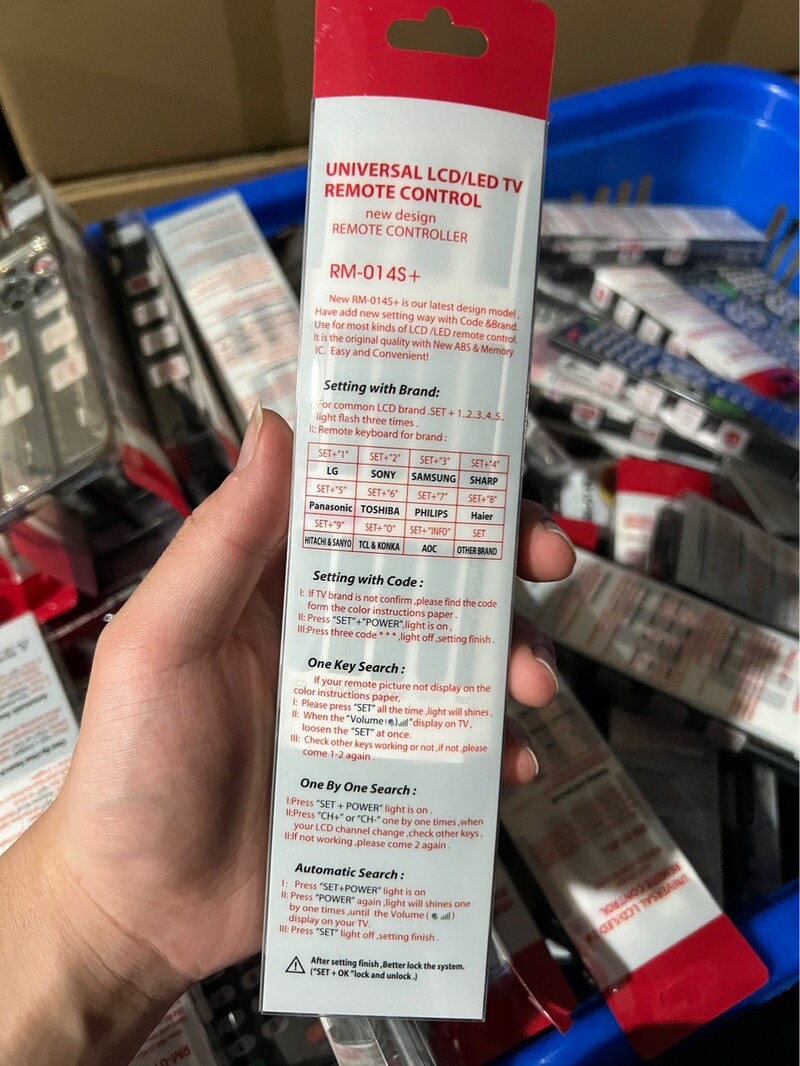 UNIVERSAL LCD/LED TV
REMOTE CONTROL
new design
REMOTE CONTROLLER
RM-014S+
New RM-014S+ is our latest design model ,
Have add new setting way with Code &Brand.
Use for most kinds of LCD /LED remote control.
It is the original quality with New ABS & Memory
IC. Easy and Convenient!
Setting with Brand:
For common LCD brand .SET + 1..2..3..4..5..
light flash three times .
II: Remote keyboard for brand :
SET+"1" SET+"2" SET+"3" SET+"4"
LG SONY SAMSUNG SHARP
SET+"5" SET+"6" SET+"7" SET+"8"
Panasonic TOSHIBA PHILIPS Haier
SET+"9" SET+"0" SET+"INFO" SET
HITACHI & SANYO TCL & KONKA AOC OTHER BRAND
Setting with Code :
I: If TV brand is not confirm ,please find the code
form the color instructions paper .
II: Press "SET"+"POWER",light is on ,
III:Press three code * * * ,light off ,setting finish .
One Key Search :
If your remote picture not display on the
color instructions paper,
I: Please press "SET" all the time ,light will shines ,
II: When the "Volume ( ) "display on TV ,
loosen the "SET" at once.
III: Check other keys working or not ,if not ,please
come 1-2 again .
One By One Search :
I:Press "SET + POWER" light is on .
II:Press "CH+" or "CH-" one by one times ,when
your LCD channel change ,check other keys .
II:if not working ,please come 2 again .
Automatic Search :
I: Press "SET+POWER" light is on
II: Press "POWER" again ,light will shines one
by one times ,until the Volume ( )
display on your TV.
III: Press "SET" light off ,setting finish .
After setting finish ,Better lock the system.
("SET + OK "lock and unlock .)
UNIVERSAL LCD/LED TV
REMOTE CONTROL